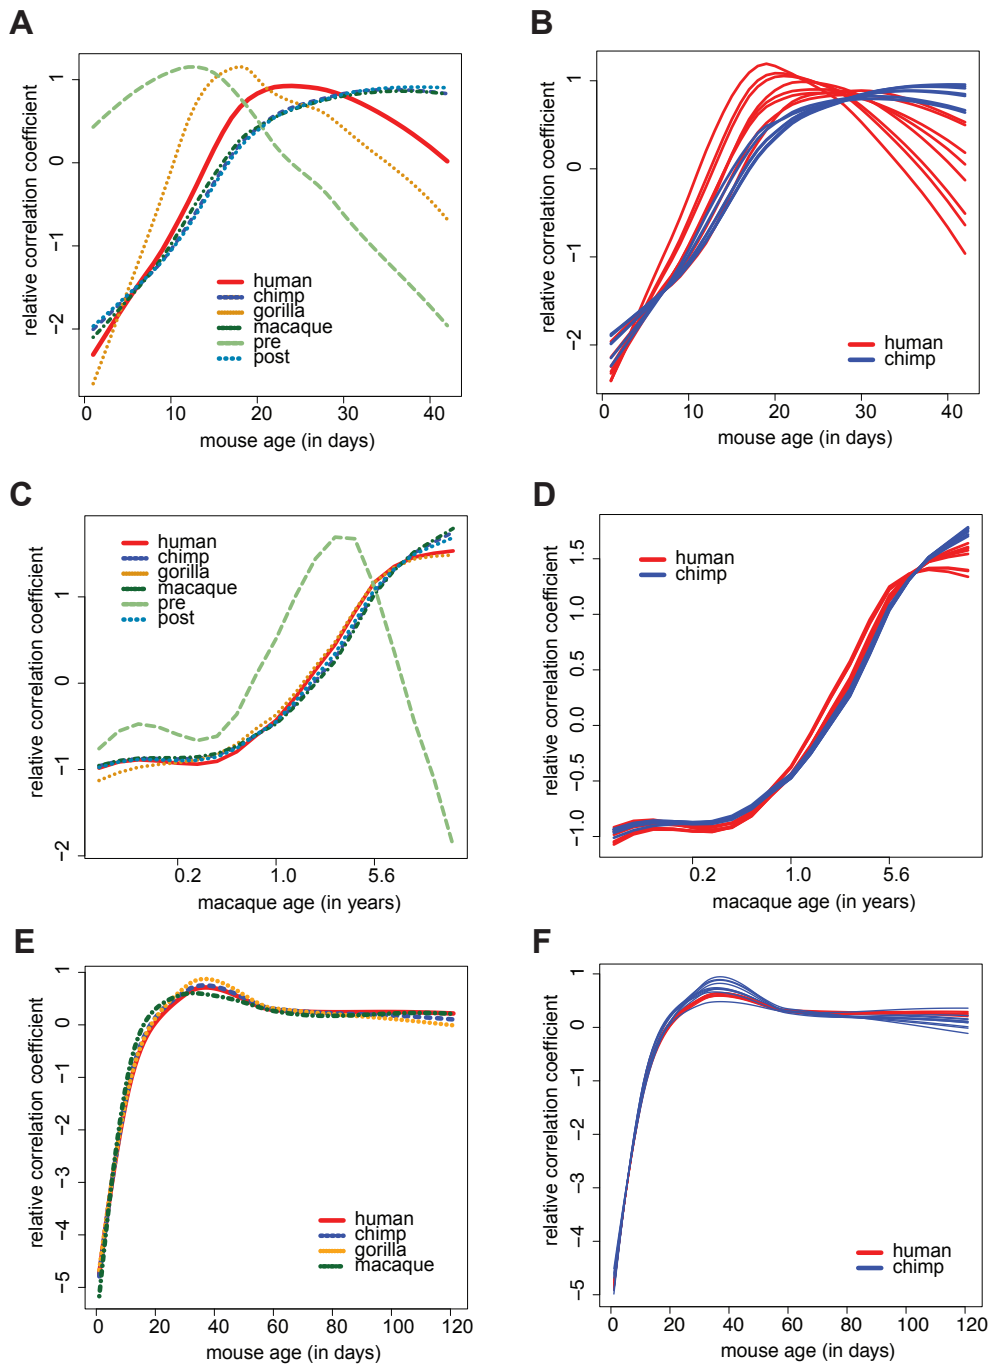 A
relative correlation coefficient
1
0
−1
−2
human
chimp
gorilla
macaque
pre
post
0 10 20 30 40
mouse age (in days)
B
relative correlation coefficient
1
0
−1
−2
human
chimp
0 10 20 30 40
mouse age (in days)
C
relative correlation coefficient
1
0
−1
−2
human
chimp
gorilla
macaque
pre
post
0.2 1.0 5.6
macaque age (in years)
D
relative correlation coefficient
1.5
1.0
0.5
0.0
−0.5
−1.0
human
chimp
0.2 1.0 5.6
macaque age (in years)
E
relative correlation coefficient
1
0
−1
−2
−3
−4
−5
human
chimp
gorilla
macaque
0 20 40 60 80 100 120
mouse age (in days)
F
relative correlation coefficient
1
0
−1
−2
−3
−4
−5
human
chimp
0 20 40 60 80 100 120
mouse age (in days)